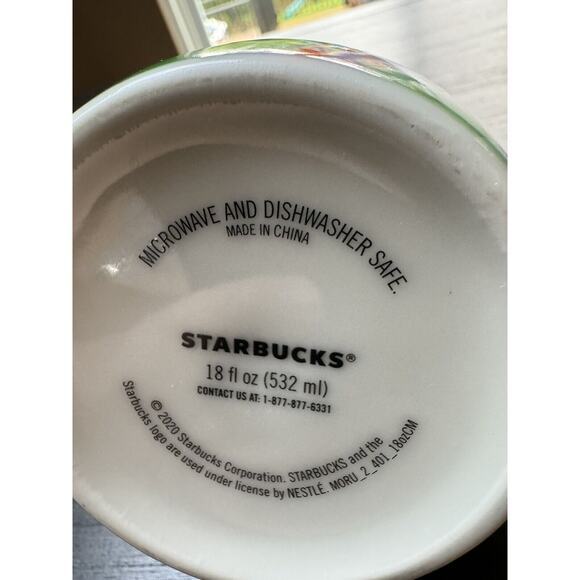 MICROWAVE AND DISHWASHER SAFE.
MADE IN CHINA
STARBUCKS®
18 fl oz (532 ml)
CONTACT US AT: 1-877-877-6331
© 2020 Starbucks Corporation. STARBUCKS and the
Starbucks logo are used under license by NESTLÉ. MORU_2_401_18ozCM